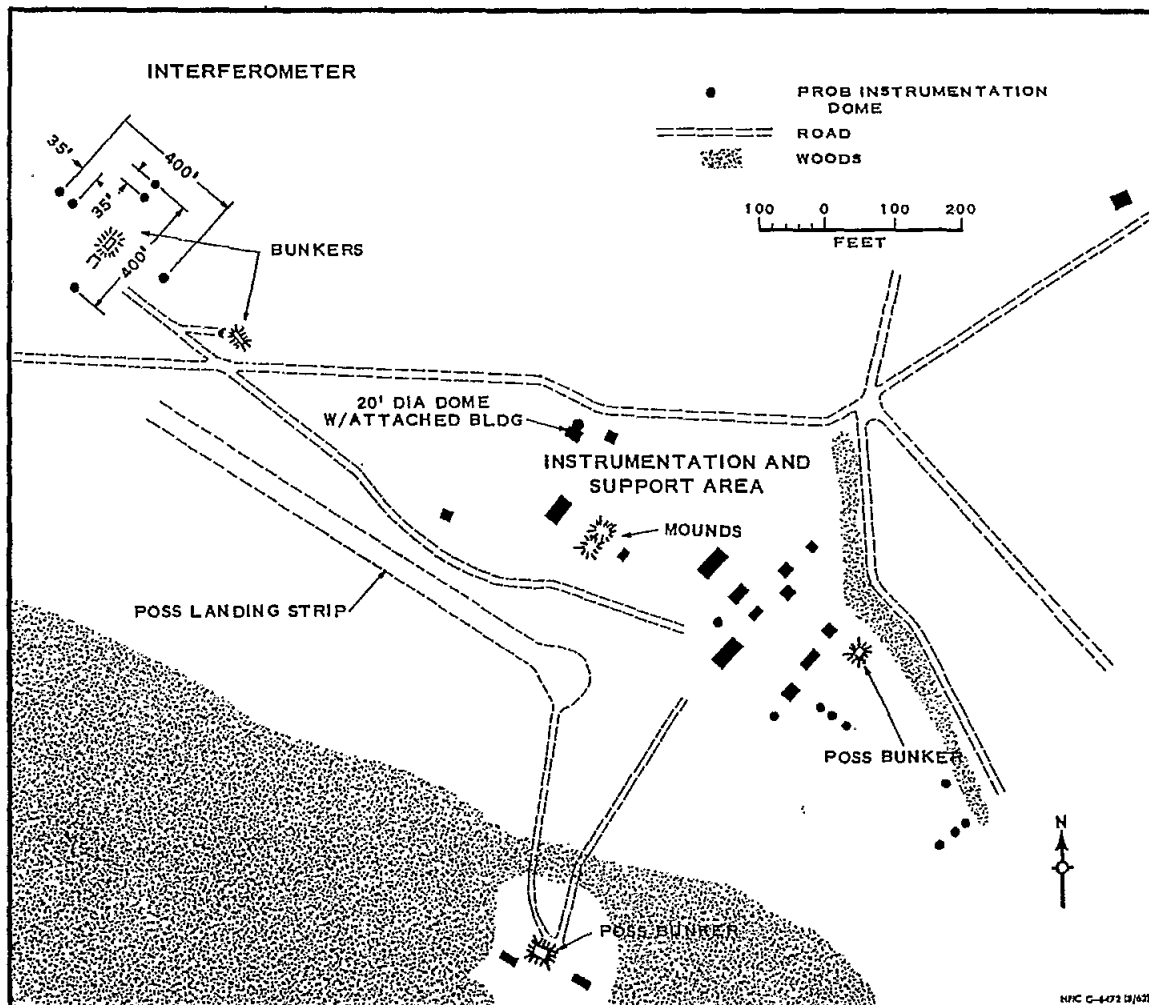 INTERFEROMETER
PROB INSTRUMENTATION
DOME
ROAD
WOODS
35'
400'
35'
400'
100 0 100 200
FEET
BUNKERS
20' DIA DOME
W/ATTACHED BLDG
INSTRUMENTATION AND
SUPPORT AREA
MOUNDS
POSS LANDING STRIP
POSS BUNKER
N
POSS BUNKER